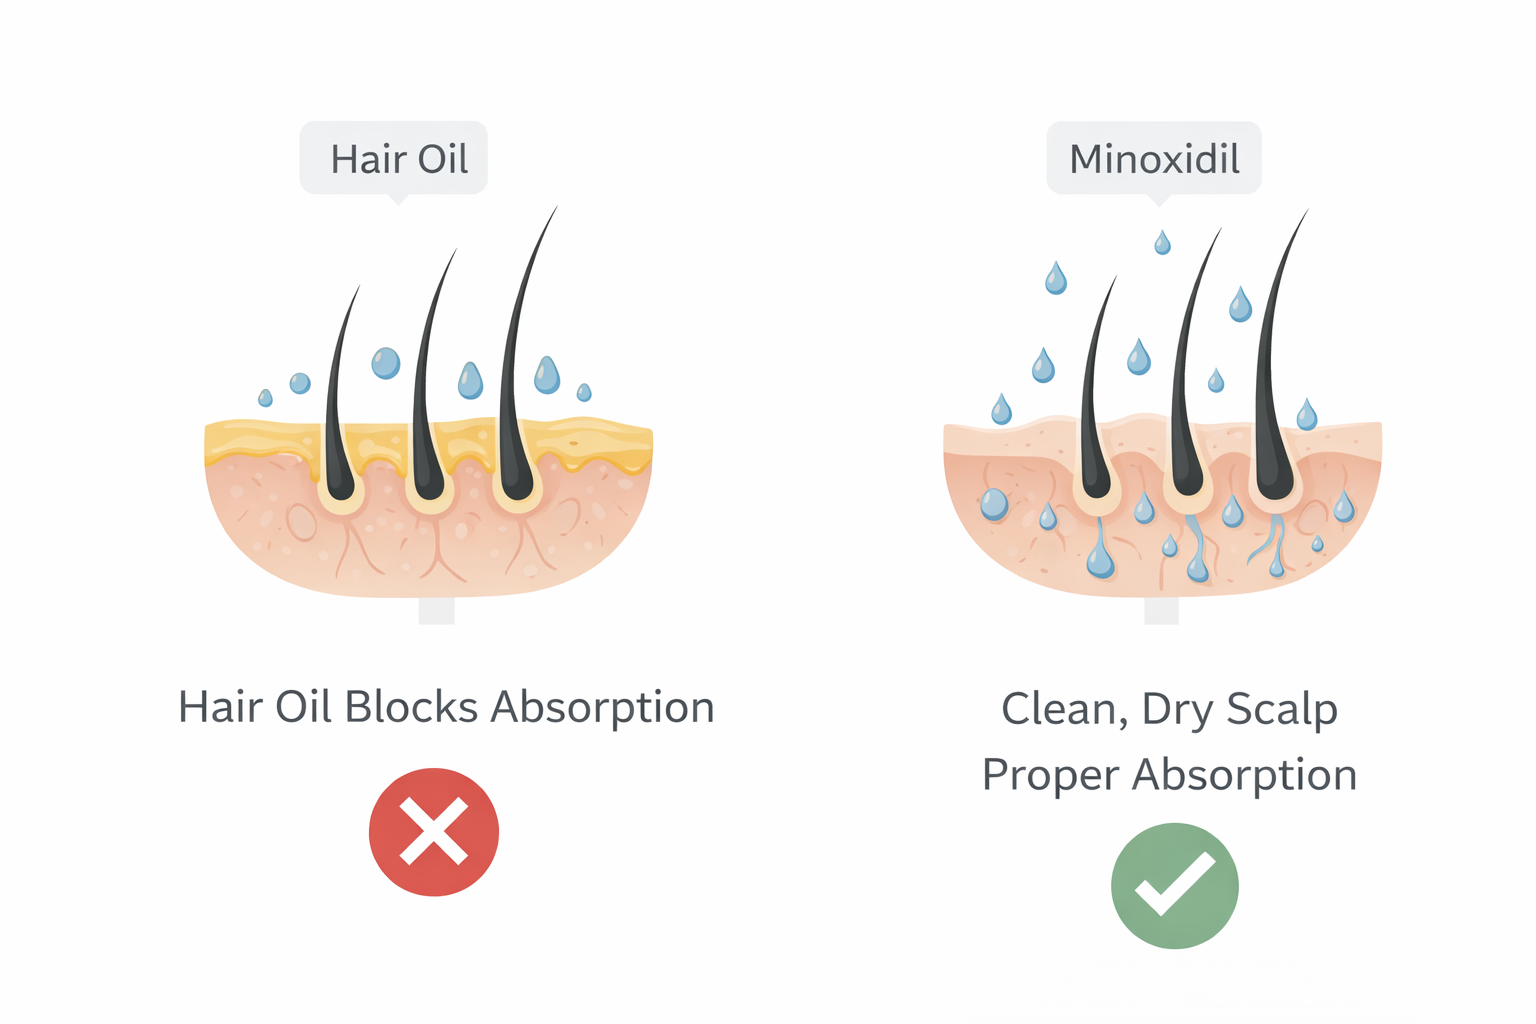 Hair Oil
Hair Oil Blocks Absorption
Minoxidil
Clean, Dry Scalp
Proper Absorption